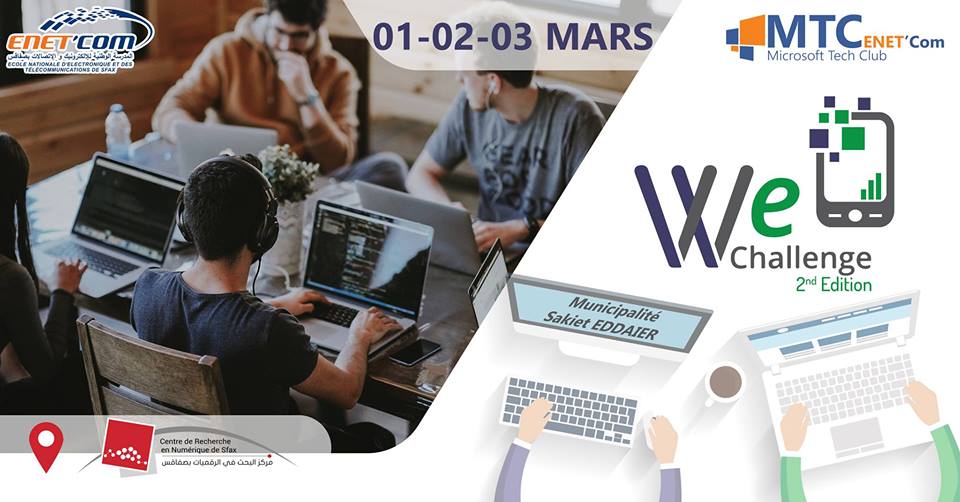 ENET'COM
المدرسة الوطنية للإلكترونيك و الإتصالات بصفاقس
ECOLE NATIONALE D'ELECTRONIQUE ET DES
TÉLÉCOMMUNICATIONS DE SFAX
01-02-03 MARS
MTC ENET'Com
Microsoft Tech Club
We
Challenge
2nd Edition
Municipalité
Sakiet EDDAIER
Centre de Recherche
en Numérique de Sfax
مركز البحث في الرقميات بصفاقس